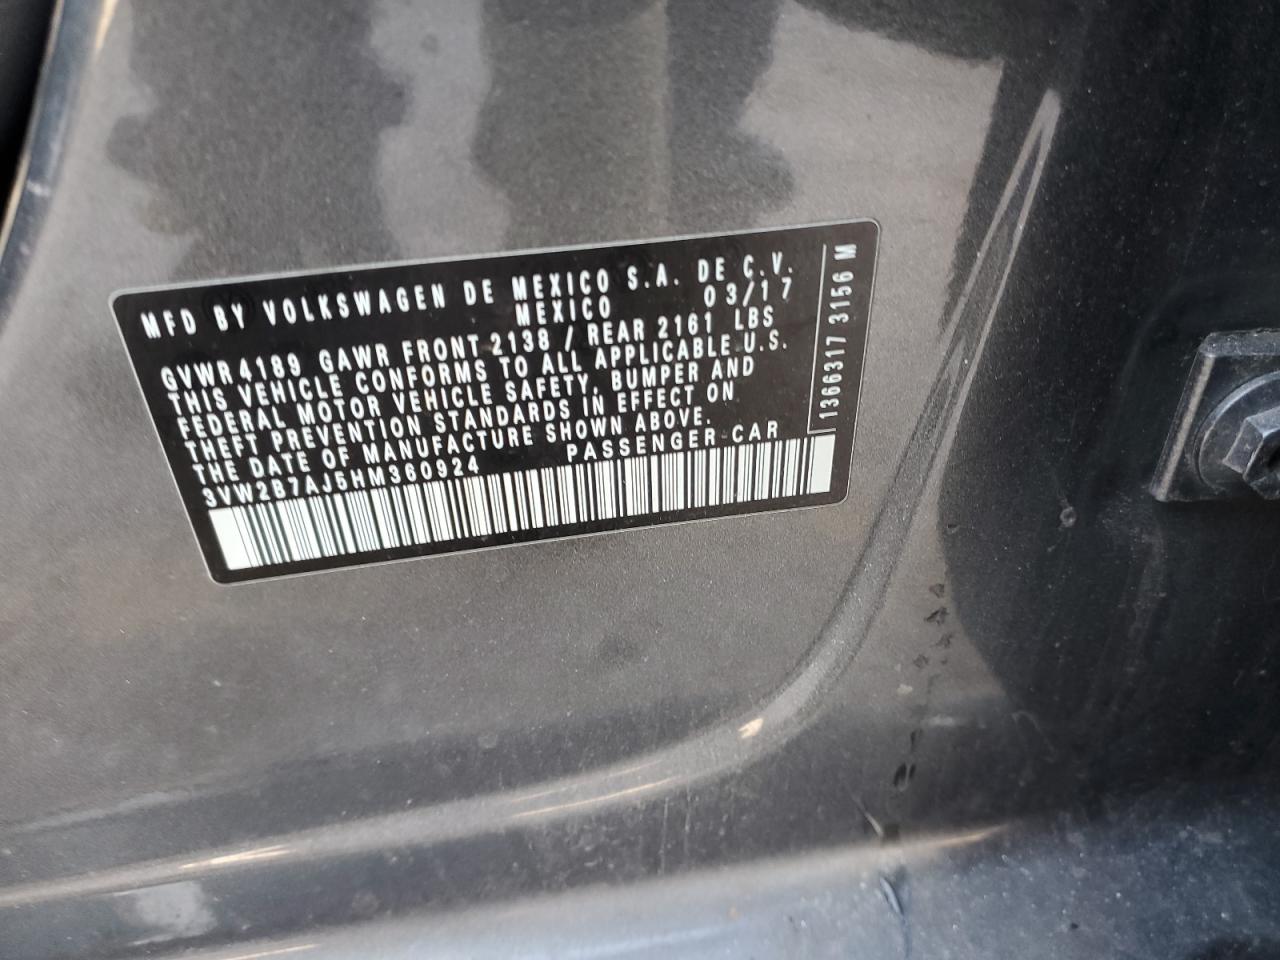 MFD BY VOLKSWAGEN DE MEXICO S.A. DE C.V.
MEXICO 03/17
GVWR 4189 GAWR FRONT 2138 / REAR 2161 LBS
THIS VEHICLE CONFORMS TO ALL APPLICABLE U.S.
FEDERAL MOTOR VEHICLE SAFETY, BUMPER AND
THEFT PREVENTION STANDARDS IN EFFECT ON
THE DATE OF MANUFACTURE SHOWN ABOVE.
3VW2B7AJ5HM360924 PASSENGER CAR
1366317 3156 M